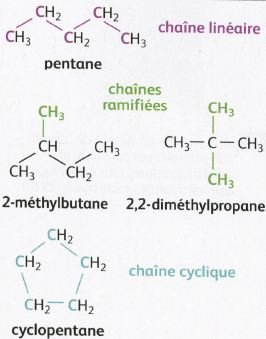 CH₂ CH₂
chaîne linéaire
CH₃ CH₂ CH₃
pentane
chaînes
ramifiées
CH₃ CH₃
CH CH₃ CH₃—C—CH₃
CH₃ CH₂ CH₃
2-méthylbutane 2,2-diméthylpropane
CH₂
CH₂ CH₂ chaîne cyclique
CH₂—CH₂
cyclopentane